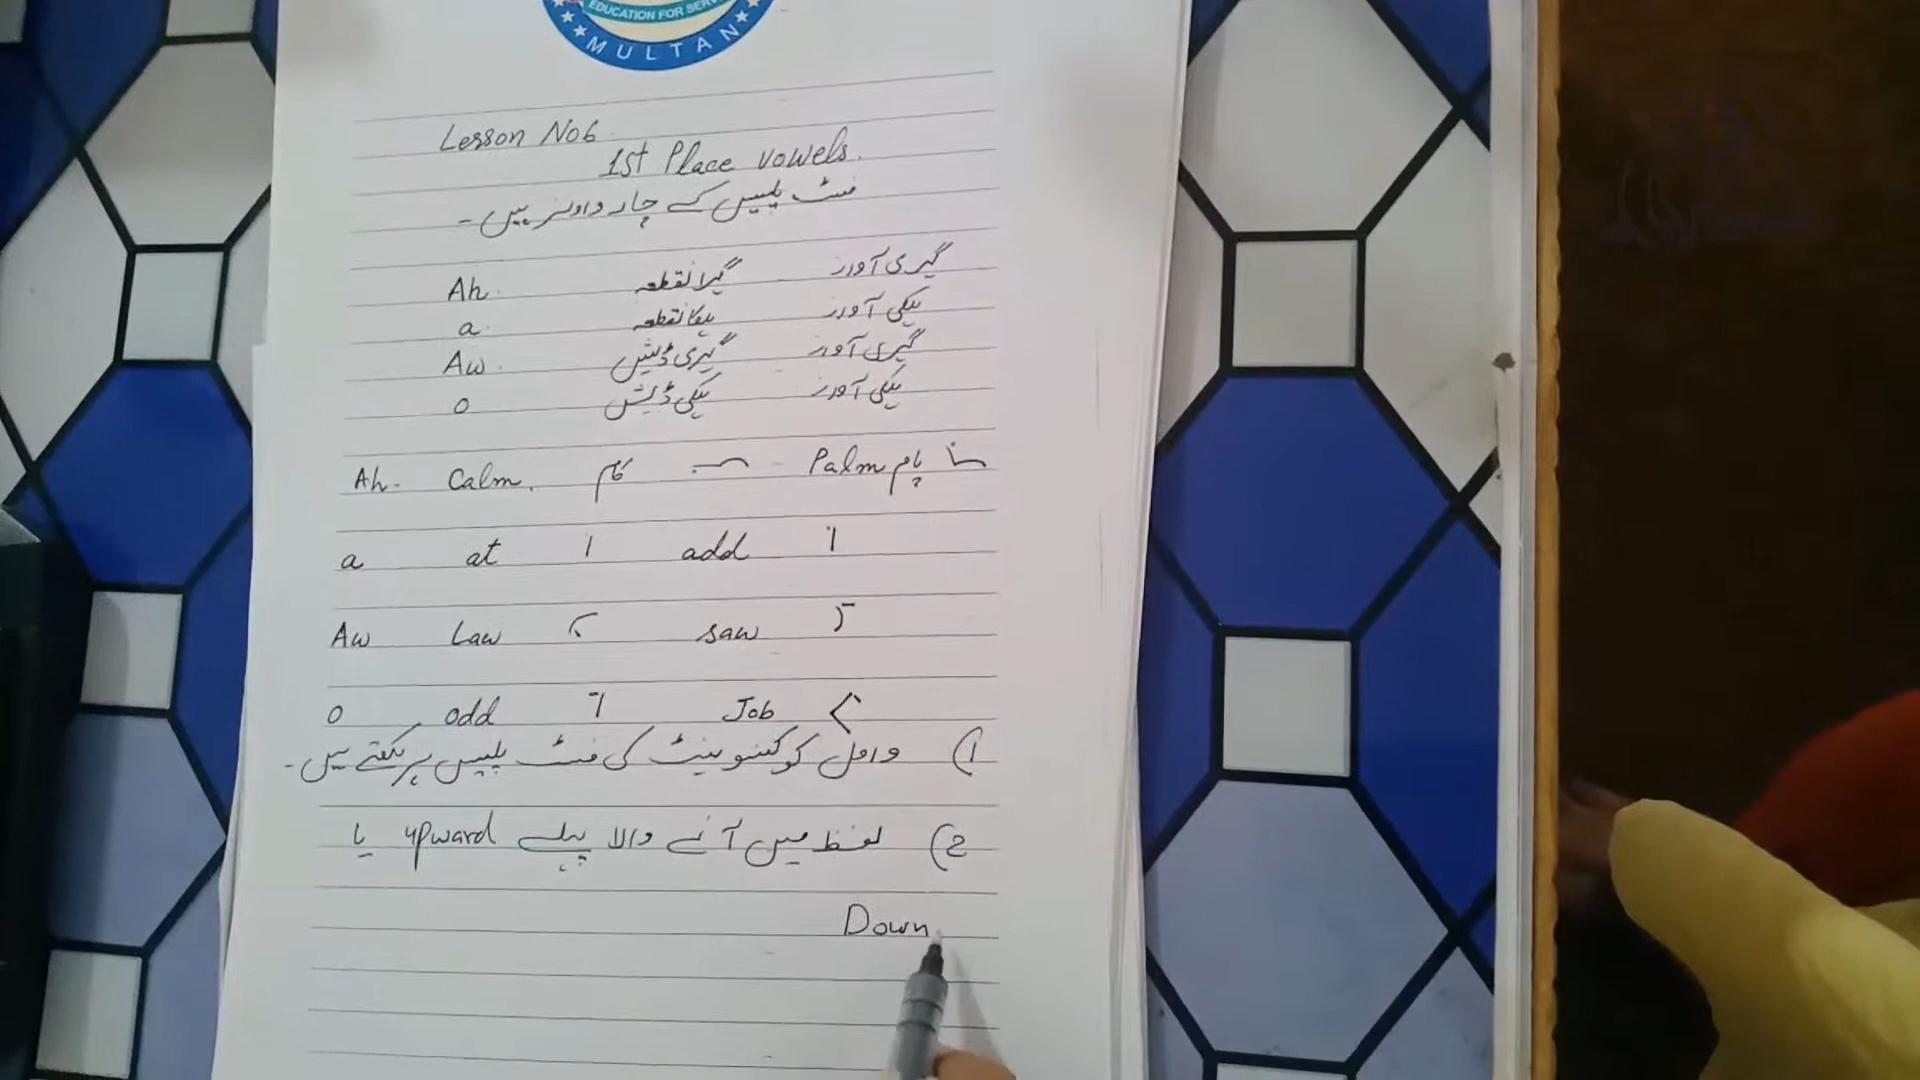 EDUCATION FOR SERV
MULTAN
Lesson No6
1st Place vowels.
فسٹ پلیس کے چار واولز ہیں۔
Ah. گہرا نقطہ گہری آواز
a. ہلکا نقطہ ہلکی آواز
Aw. گہری ڈیش گہری آواز
o ہلکی ڈیش ہلکی آواز
Ah- Calm. کام Palm پام
a at add
Aw Law saw
o odd Job
1) واول کو کنسوینٹ کی فسٹ پلیس پر لکھتے ہیں۔
2) لفظ میں آنے والا پہلے upward یا
Down